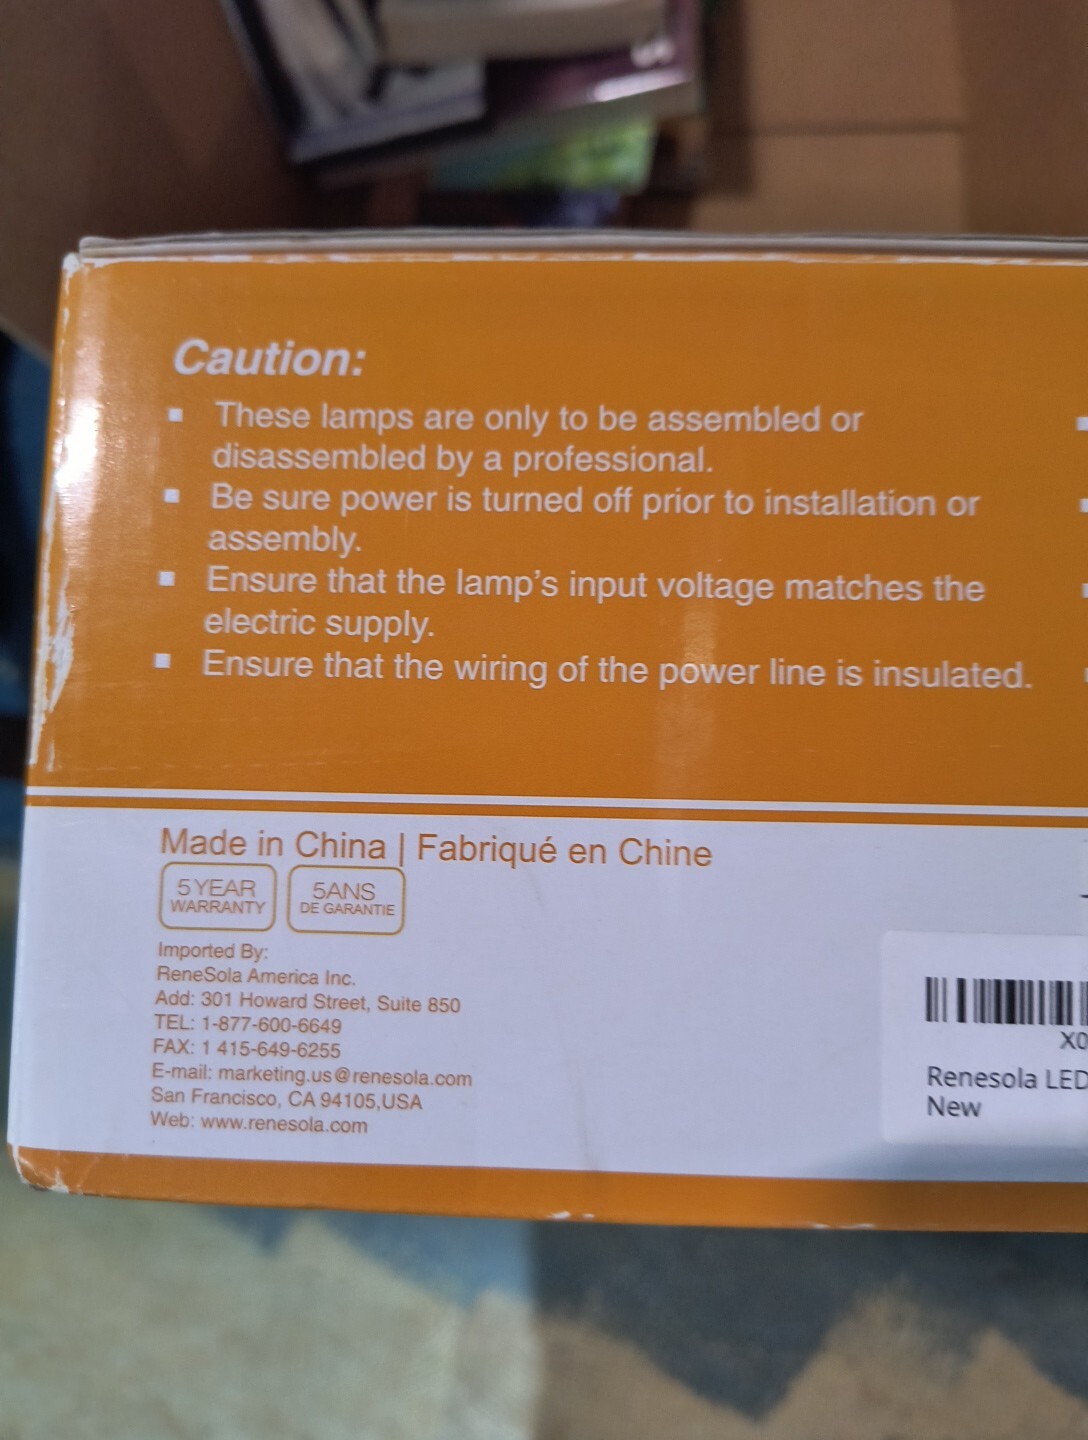 Caution:
▪ These lamps are only to be assembled or
disassembled by a professional.
▪ Be sure power is turned off prior to installation or
assembly.
▪ Ensure that the lamp's input voltage matches the
electric supply.
▪ Ensure that the wiring of the power line is insulated.
Made in China | Fabriqué en Chine
5 YEAR
WARRANTY
5ANS
DE GARANTIE
Imported By:
ReneSola America Inc.
Add: 301 Howard Street, Suite 850
TEL: 1-877-600-6649
FAX: 1 415-649-6255
E-mail: marketing.us@renesola.com
San Francisco, CA 94105,USA
Web: www.renesola.com
X0
Renesola LED
New